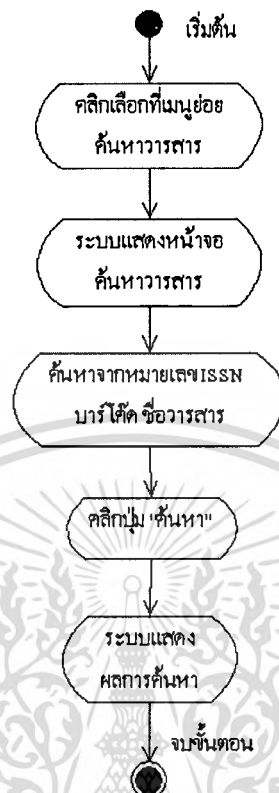 เริ่มต้น
คลิกเลือกที่เมนูย่อย
ค้นหาวารสาร
ระบบแสดงหน้าจอ
ค้นหาวารสาร
ค้นหาจากหมายเลข ISSN
บาร์โค๊ด ชื่อวารสาร
คลิกปุ่ม "ค้นหา"
ระบบแสดง
ผลการค้นหา
จบขั้นตอน